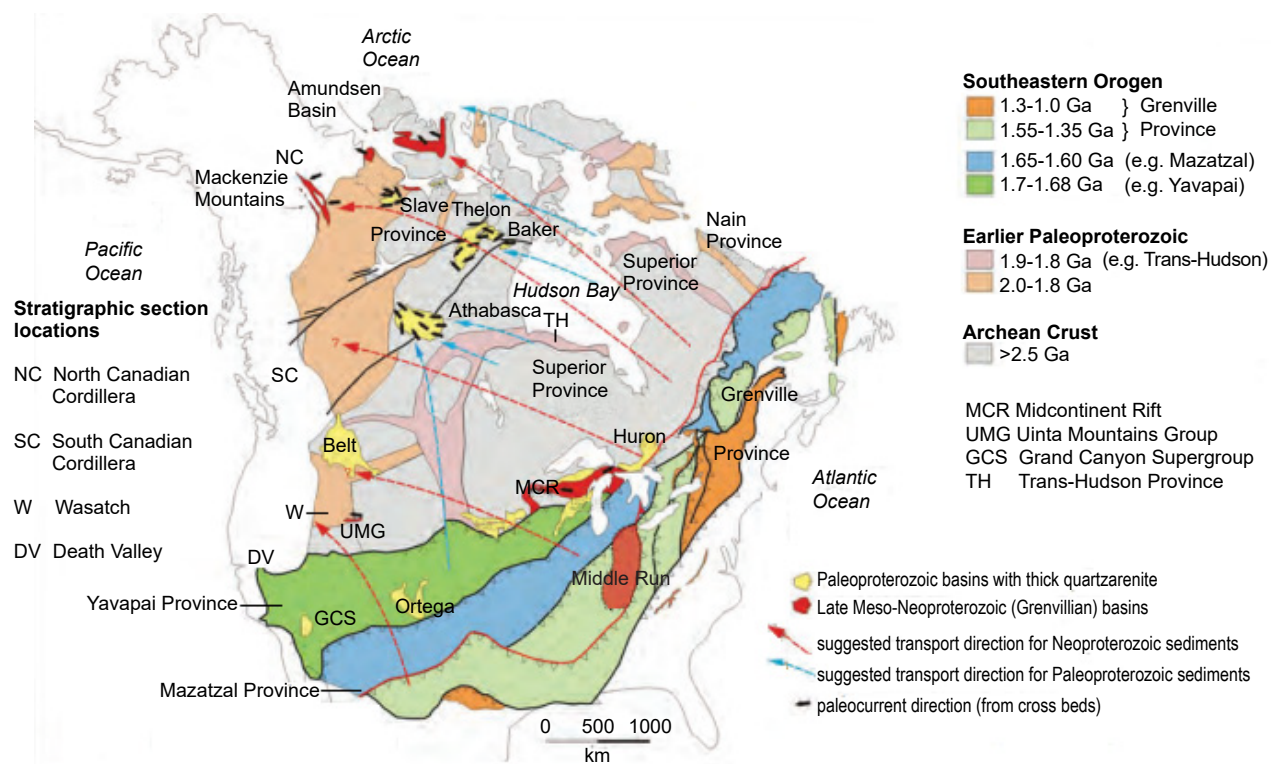 Arctic
Ocean
Amundsen
Basin
NC
Mackenzie
Mountains
Slave
Thelon
Province
Baker
Nain
Province
Superior
Province
Pacific
Ocean
Hudson Bay
Athabasca
TH
?
SC
Superior
Province
Grenville
Province
Belt
Huron
?
MCR
Atlantic
Ocean
W
UMG
DV
Middle Run
Yavapai Province
GCS
Ortega
Mazatzal Province
0 500 1000
km
Stratigraphic section
locations
NC North Canadian
Cordillera
SC South Canadian
Cordillera
W Wasatch
DV Death Valley
Southeastern Orogen
1.3-1.0 Ga } Grenville
1.55-1.35 Ga } Province
1.65-1.60 Ga (e.g. Mazatzal)
1.7-1.68 Ga (e.g. Yavapai)
Earlier Paleoproterozoic
1.9-1.8 Ga (e.g. Trans-Hudson)
2.0-1.8 Ga
Archean Crust
>2.5 Ga
MCR Midcontinent Rift
UMG Uinta Mountains Group
GCS Grand Canyon Supergroup
TH Trans-Hudson Province
Paleoproterozoic basins with thick quartzarenite
Late Meso-Neoproterozoic (Grenvillian) basins
suggested transport direction for Neoproterozoic sediments
suggested transport direction for Paleoproterozoic sediments
paleocurrent direction (from cross beds)